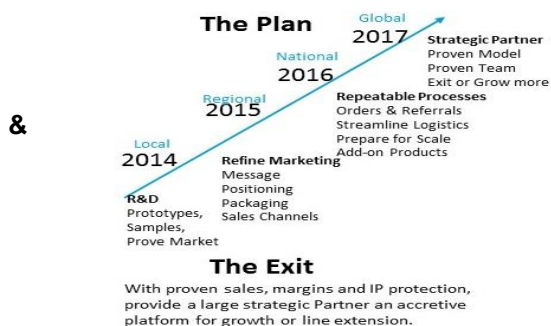 The Plan
Global
2017
National
2016
Regional
2015
Local
2014
&
Strategic Partner
Proven Model
Proven Team
Exit or Grow more
Repeatable Processes
Orders & Referrals
Streamline Logistics
Prepare for Scale
Add-on Products
Refine Marketing
Message
Positioning
Packaging
Sales Channels
R&D
Prototypes,
Samples,
Prove Market
The Exit
With proven sales, margins and IP protection,
provide a large strategic Partner an accretive
platform for growth or line extension.